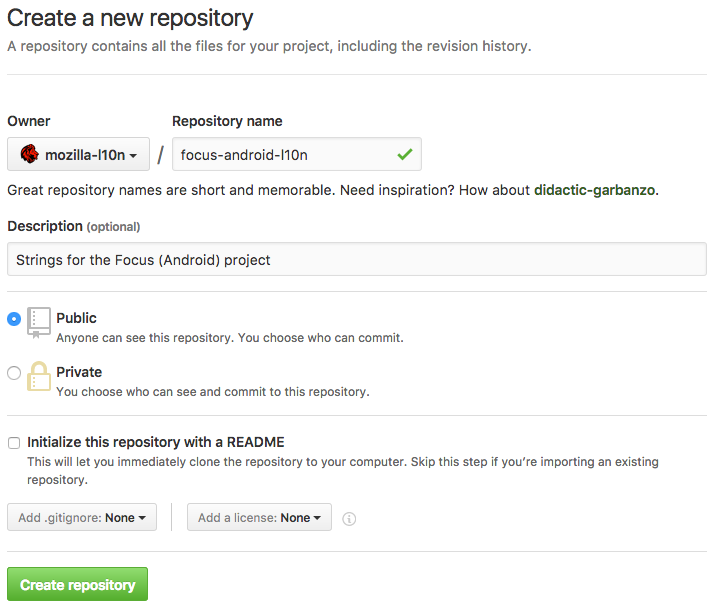 Create a new repository
A repository contains all the files for your project, including the revision history.
Owner Repository name
mozilla-l10n / focus-android-l10n
Great repository names are short and memorable. Need inspiration? How about didactic-garbanzo.
Description (optional)
Strings for the Focus (Android) project
Public
Anyone can see this repository. You choose who can commit.
Private
You choose who can see and commit to this repository.
Initialize this repository with a README
This will let you immediately clone the repository to your computer. Skip this step if you’re importing an existing
repository.
Add .gitignore: None Add a license: None
Create repository